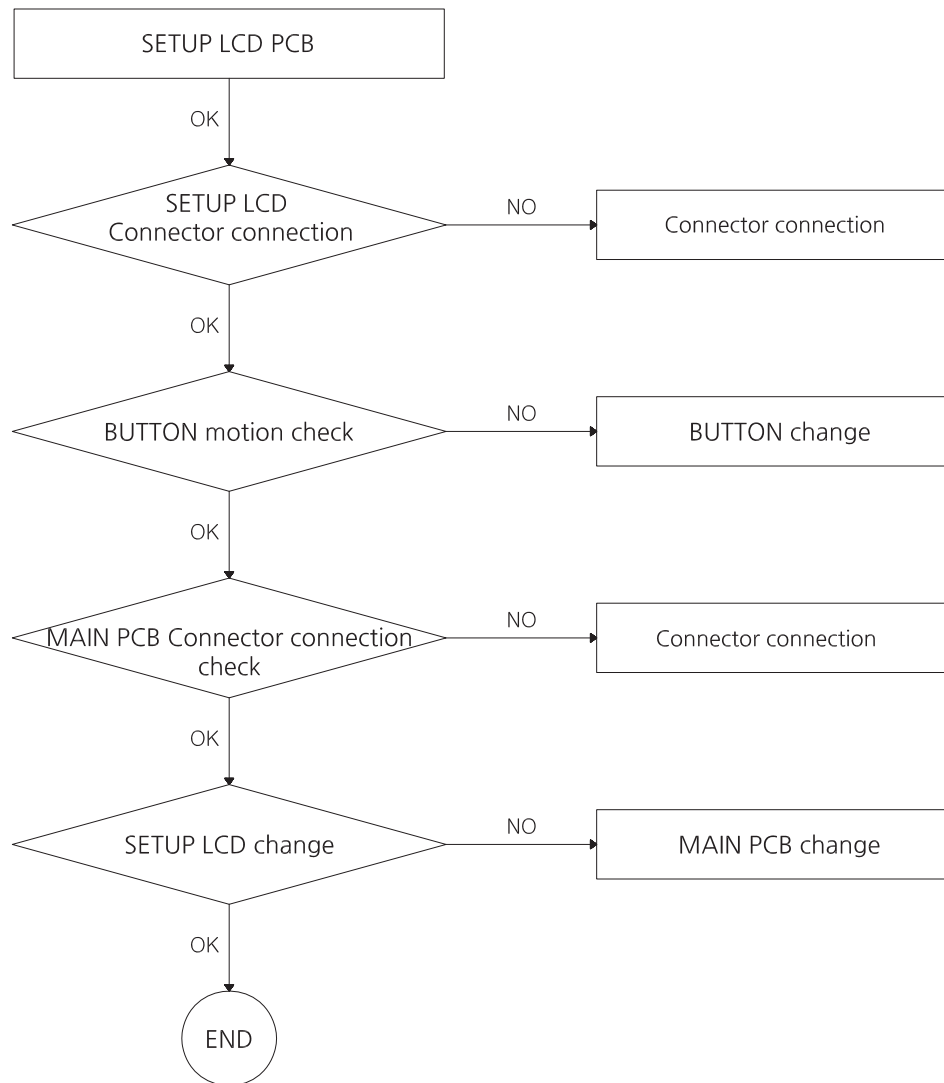 SETUP LCD PCB
OK
SETUP LCD
Connector connection
NO
Connector connection
OK
BUTTON motion check
NO
BUTTON change
OK
MAIN PCB Connector connection
check
NO
Connector connection
OK
SETUP LCD change
NO
MAIN PCB change
OK
END